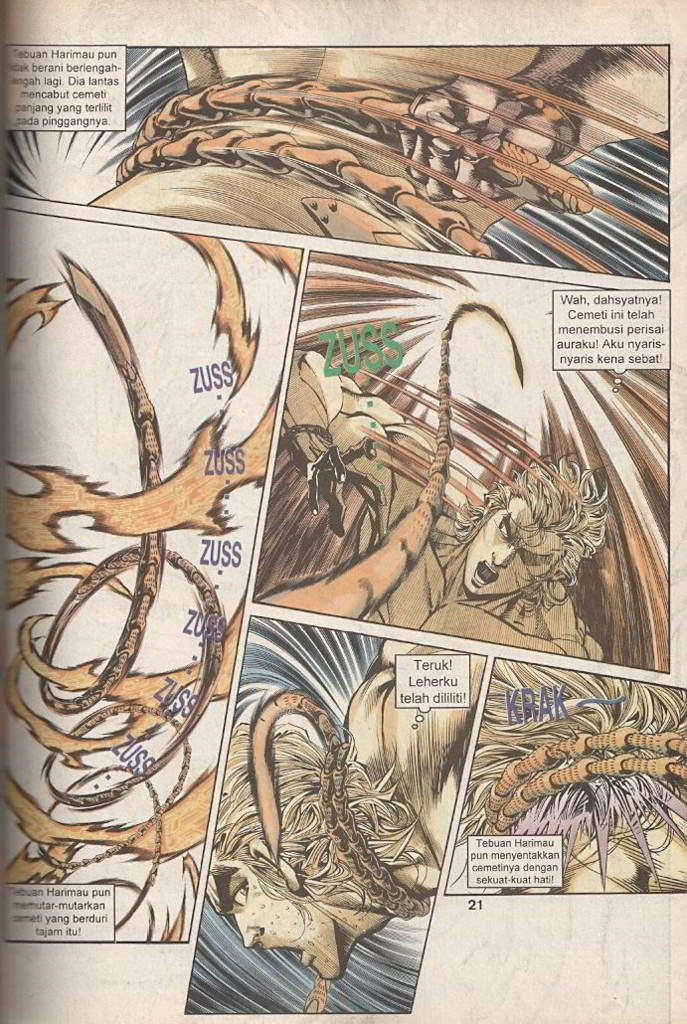 Tebuan Harimau pun
tidak berani berlengah-
lengah lagi. Dia lantas
mencabut cemeti
panjang yang terlilit
pada pinggangnya.
Wah, dahsyatnya!
Cemeti ini telah
menembusi perisai
auraku! Aku nyaris-
nyaris kena sebat!
ZUSS
ZUSS
ZUSS
ZUSS
ZUSS
ZUSS
ZUSS
Tebuan Harimau pun
memutar-mutarkan
cemeti yang berduri
tajam itu!
Teruk!
Leherku
telah dililiti!
KRAK
Tebuan Harimau
pun menyentakkan
cemetinya dengan
sekuat-kuat hati!
21